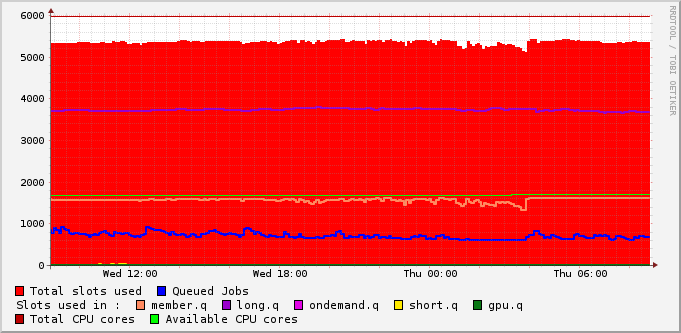 RRDTOOL / TOBI OETIKER
6000
5000
4000
3000
2000
1000
0
Wed 12:00 Wed 18:00 Thu 00:00 Thu 06:00
Total slots used Queued Jobs
Slots used in : member.q long.q ondemand.q short.q gpu.q
Total CPU cores Available CPU cores